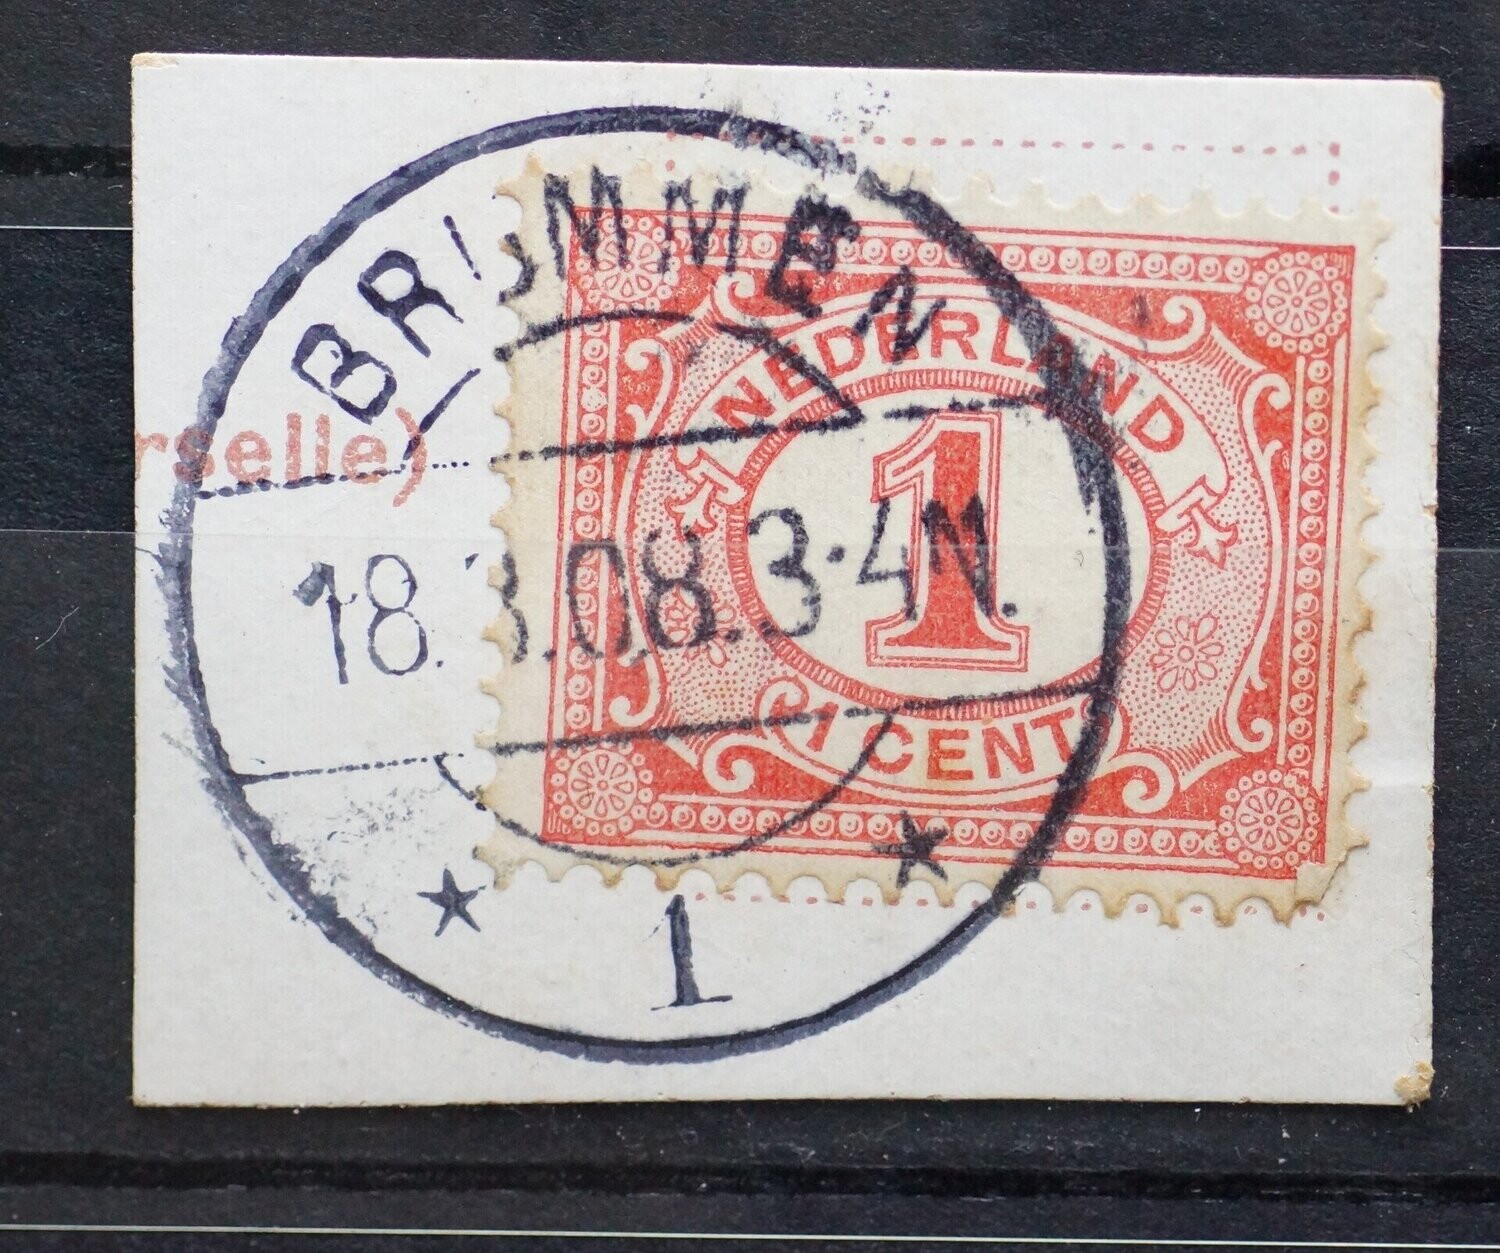 BRUMMEN
NEDERLAND
rselle)
1
18.3.08.3-4N.
1 CENT
1